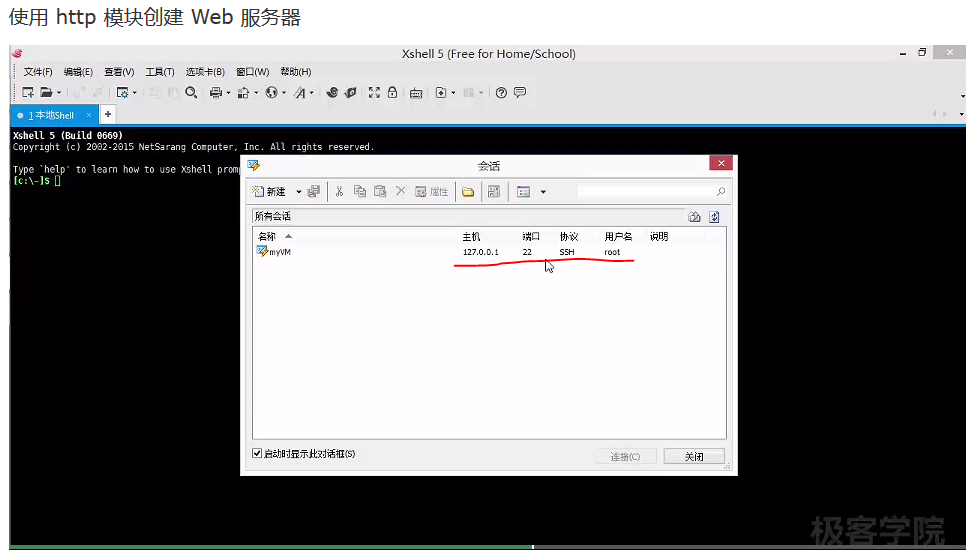 使用 http 模块创建 Web 服务器
Xshell 5 (Free for Home/School)
文件(F) 编辑(E) 查看(V) 工具(T) 选项卡(B) 窗口(W) 帮助(H)
1 本地Shell × +
Xshell 5 (Build 0669)
Copyright (c) 2002-2015 NetSarang Computer, Inc. All rights reserved.
Type `help' to learn how to use Xshell prom
[c:\~]$
会话
新建 属性
所有会话
名称 主机 端口 协议 用户名 说明
myVM 127.0.0.1 22 SSH root
启动时显示此对话框(S) 连接(C) 关闭
极客学院